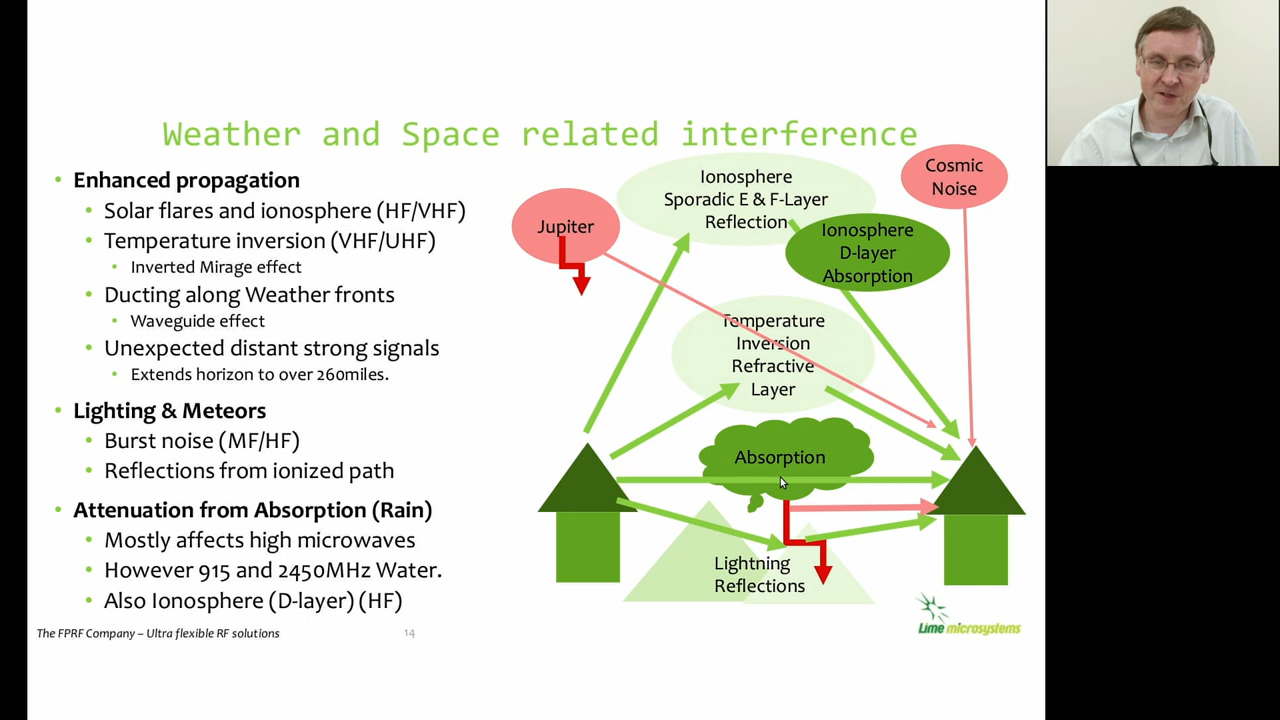 Weather and Space related interference
• Enhanced propagation
• Solar flares and ionosphere (HF/VHF)
• Temperature inversion (VHF/UHF)
• Inverted Mirage effect
• Ducting along Weather fronts
• Waveguide effect
• Unexpected distant strong signals
• Extends horizon to over 260miles.
• Lighting & Meteors
• Burst noise (MF/HF)
• Reflections from ionized path
• Attenuation from Absorption (Rain)
• Mostly affects high microwaves
• However 915 and 2450MHz Water.
• Also Ionosphere (D-layer) (HF)
Jupiter
Ionosphere
Sporadic E & F-Layer
Reflection
Cosmic
Noise
Ionosphere
D-layer
Absorption
Temperature
Inversion
Refractive
Layer
Absorption
Lightning
Reflections
The FPRF Company – Ultra flexible RF solutions
14
Lime microsystems